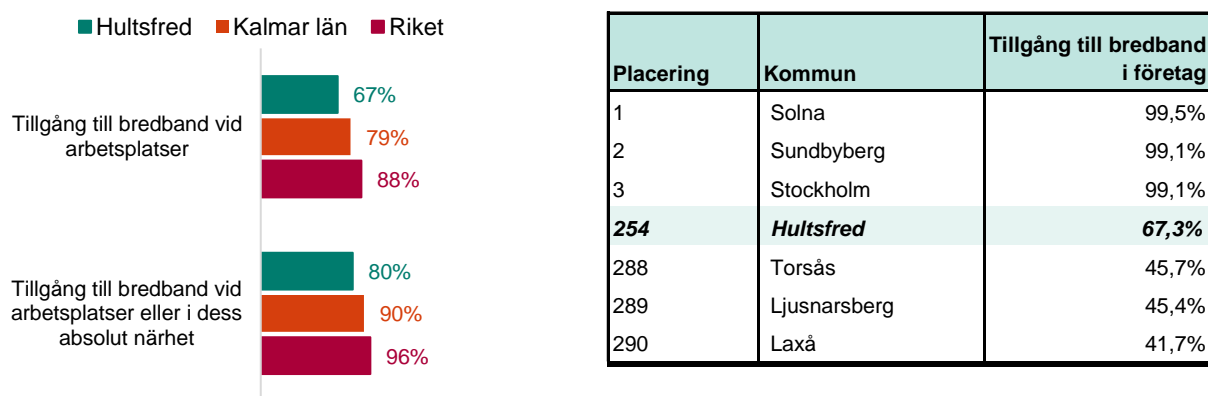 Hultsfred Kalmar län Riket
Tillgång till bredband vid
arbetsplatser
67%
79%
88%
Tillgång till bredband vid
arbetsplatser eller i dess
absolut närhet
80%
90%
96%
Placering Kommun Tillgång till bredband
i företag
1 Solna 99,5%
2 Sundbyberg 99,1%
3 Stockholm 99,1%
254 Hultsfred 67,3%
288 Torsås 45,7%
289 Ljusnarsberg 45,4%
290 Laxå 41,7%